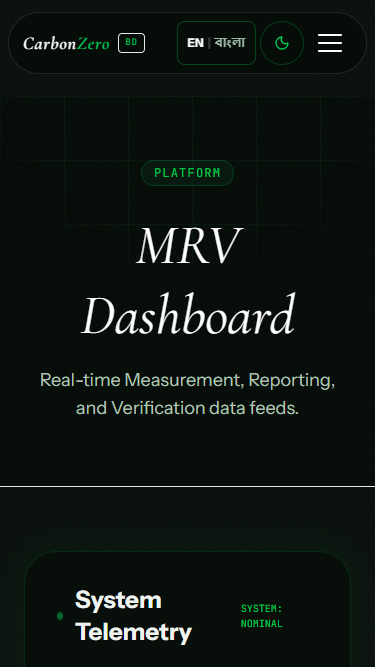 CarbonZero BD EN | বাংলা
PLATFORM
MRV
Dashboard
Real-time Measurement, Reporting,
and Verification data feeds.
System
Telemetry
SYSTEM:
NOMINAL